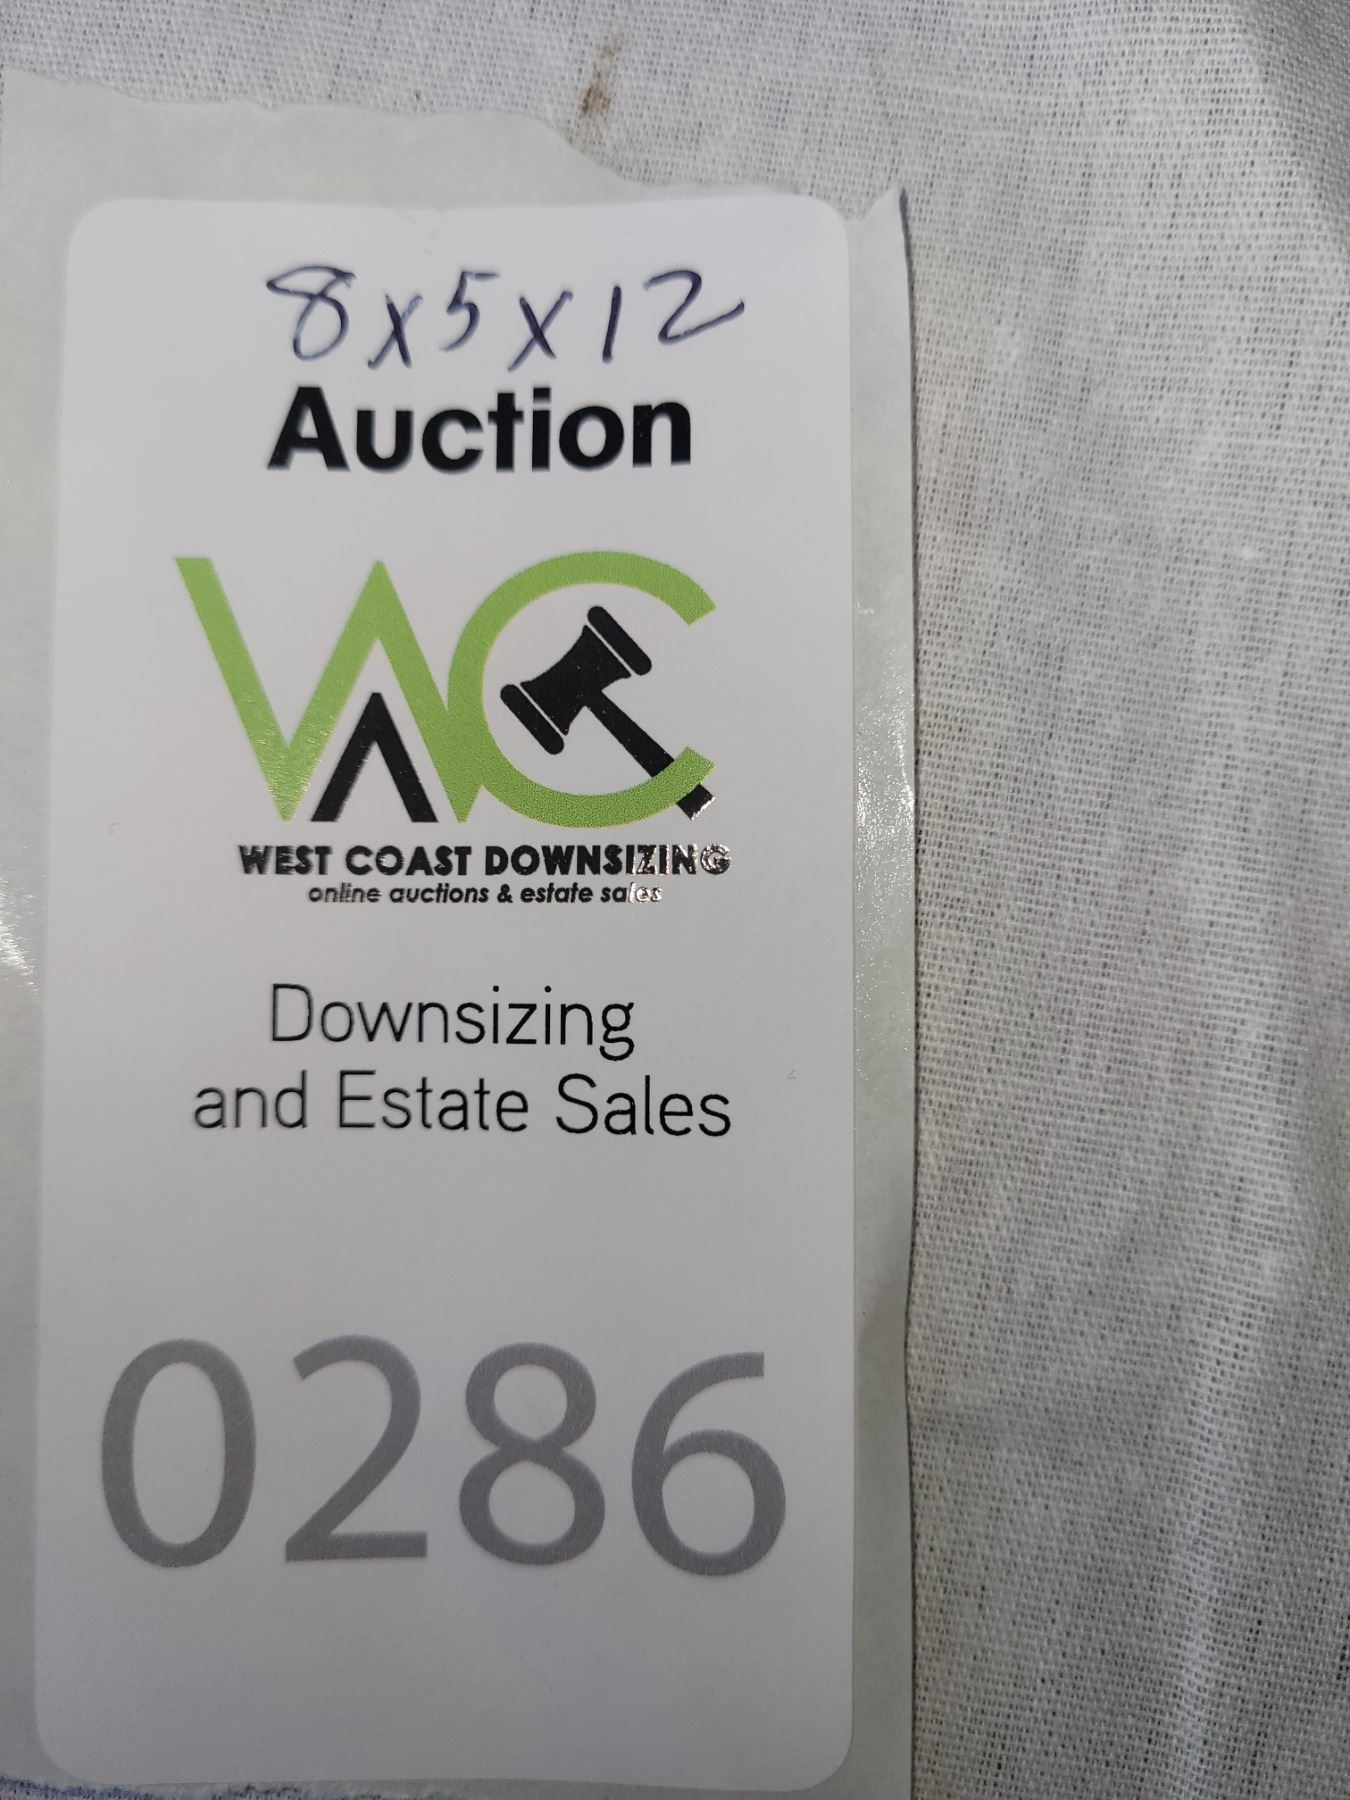 8x5x12
Auction
WC
WEST COAST DOWNSIZING
online auctions & estate sales
Downsizing
and Estate Sales
0286